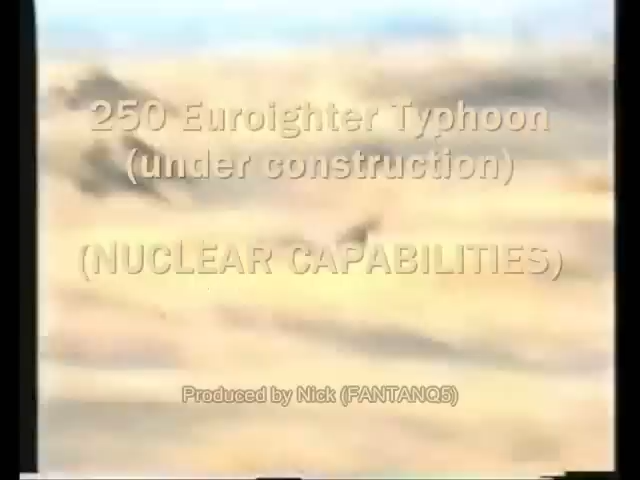 250 Euroighter Typhoon
(under construction)
(NUCLEAR CAPABILITIES)
Produced by Nick (FANTANQ5)